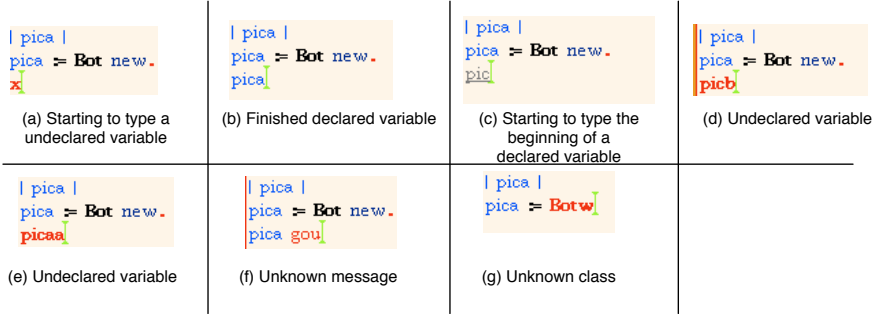 | pica |
pica := Bot new.
x
(a) Starting to type a
undeclared variable
| pica |
pica := Bot new.
pica
(b) Finished declared variable
| pica |
pica := Bot new.
pic
(c) Starting to type the
beginning of a
declared variable
| pica |
pica := Bot new.
picb
(d) Undeclared variable
| pica |
pica := Bot new.
picaa
(e) Undeclared variable
| pica |
pica := Bot new.
pica gou
(f) Unknown message
| pica |
pica := Botw
(g) Unknown class